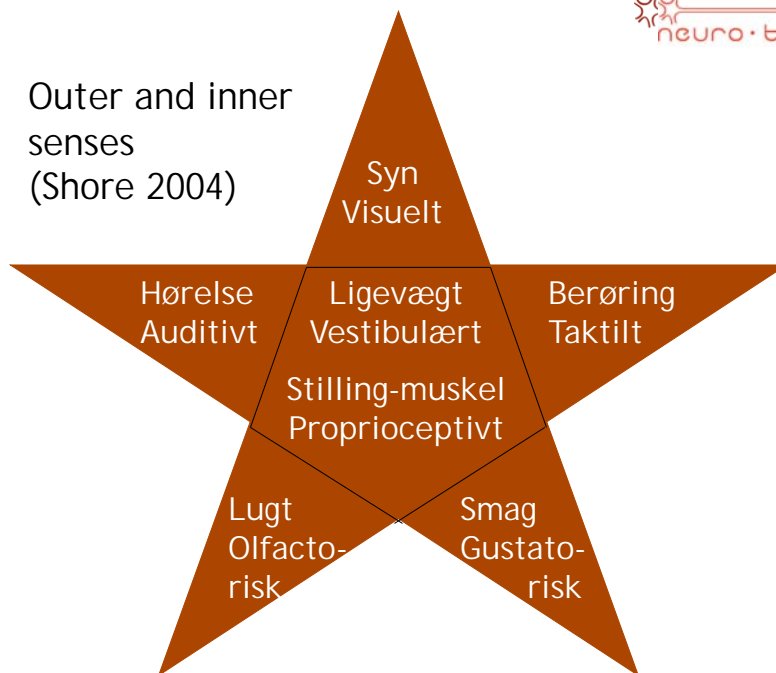 neuro·
Outer and inner
senses
(Shore 2004)
Syn
Visuelt
Hørelse
Auditivt
Ligevægt
Vestibulært
Berøring
Taktilt
Stilling-muskel
Proprioceptivt
Lugt
Olfacto-
risk
Smag
Gustato-
risk